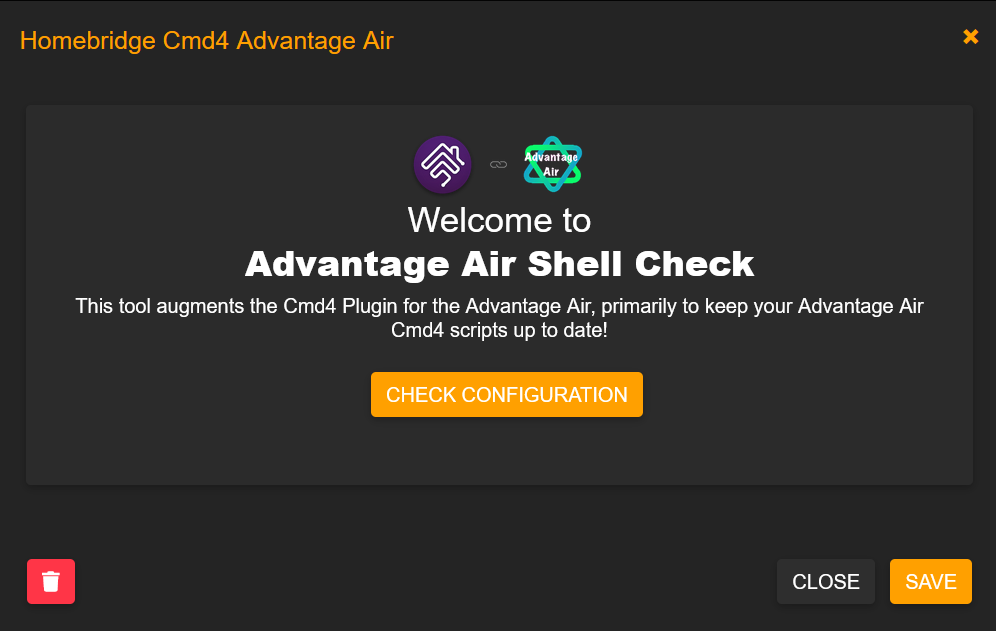 Homebridge Cmd4 Advantage Air
Advantage
Air
Welcome to
Advantage Air Shell Check
This tool augments the Cmd4 Plugin for the Advantage Air, primarily to keep your Advantage Air
Cmd4 scripts up to date!
CHECK CONFIGURATION
CLOSE
SAVE